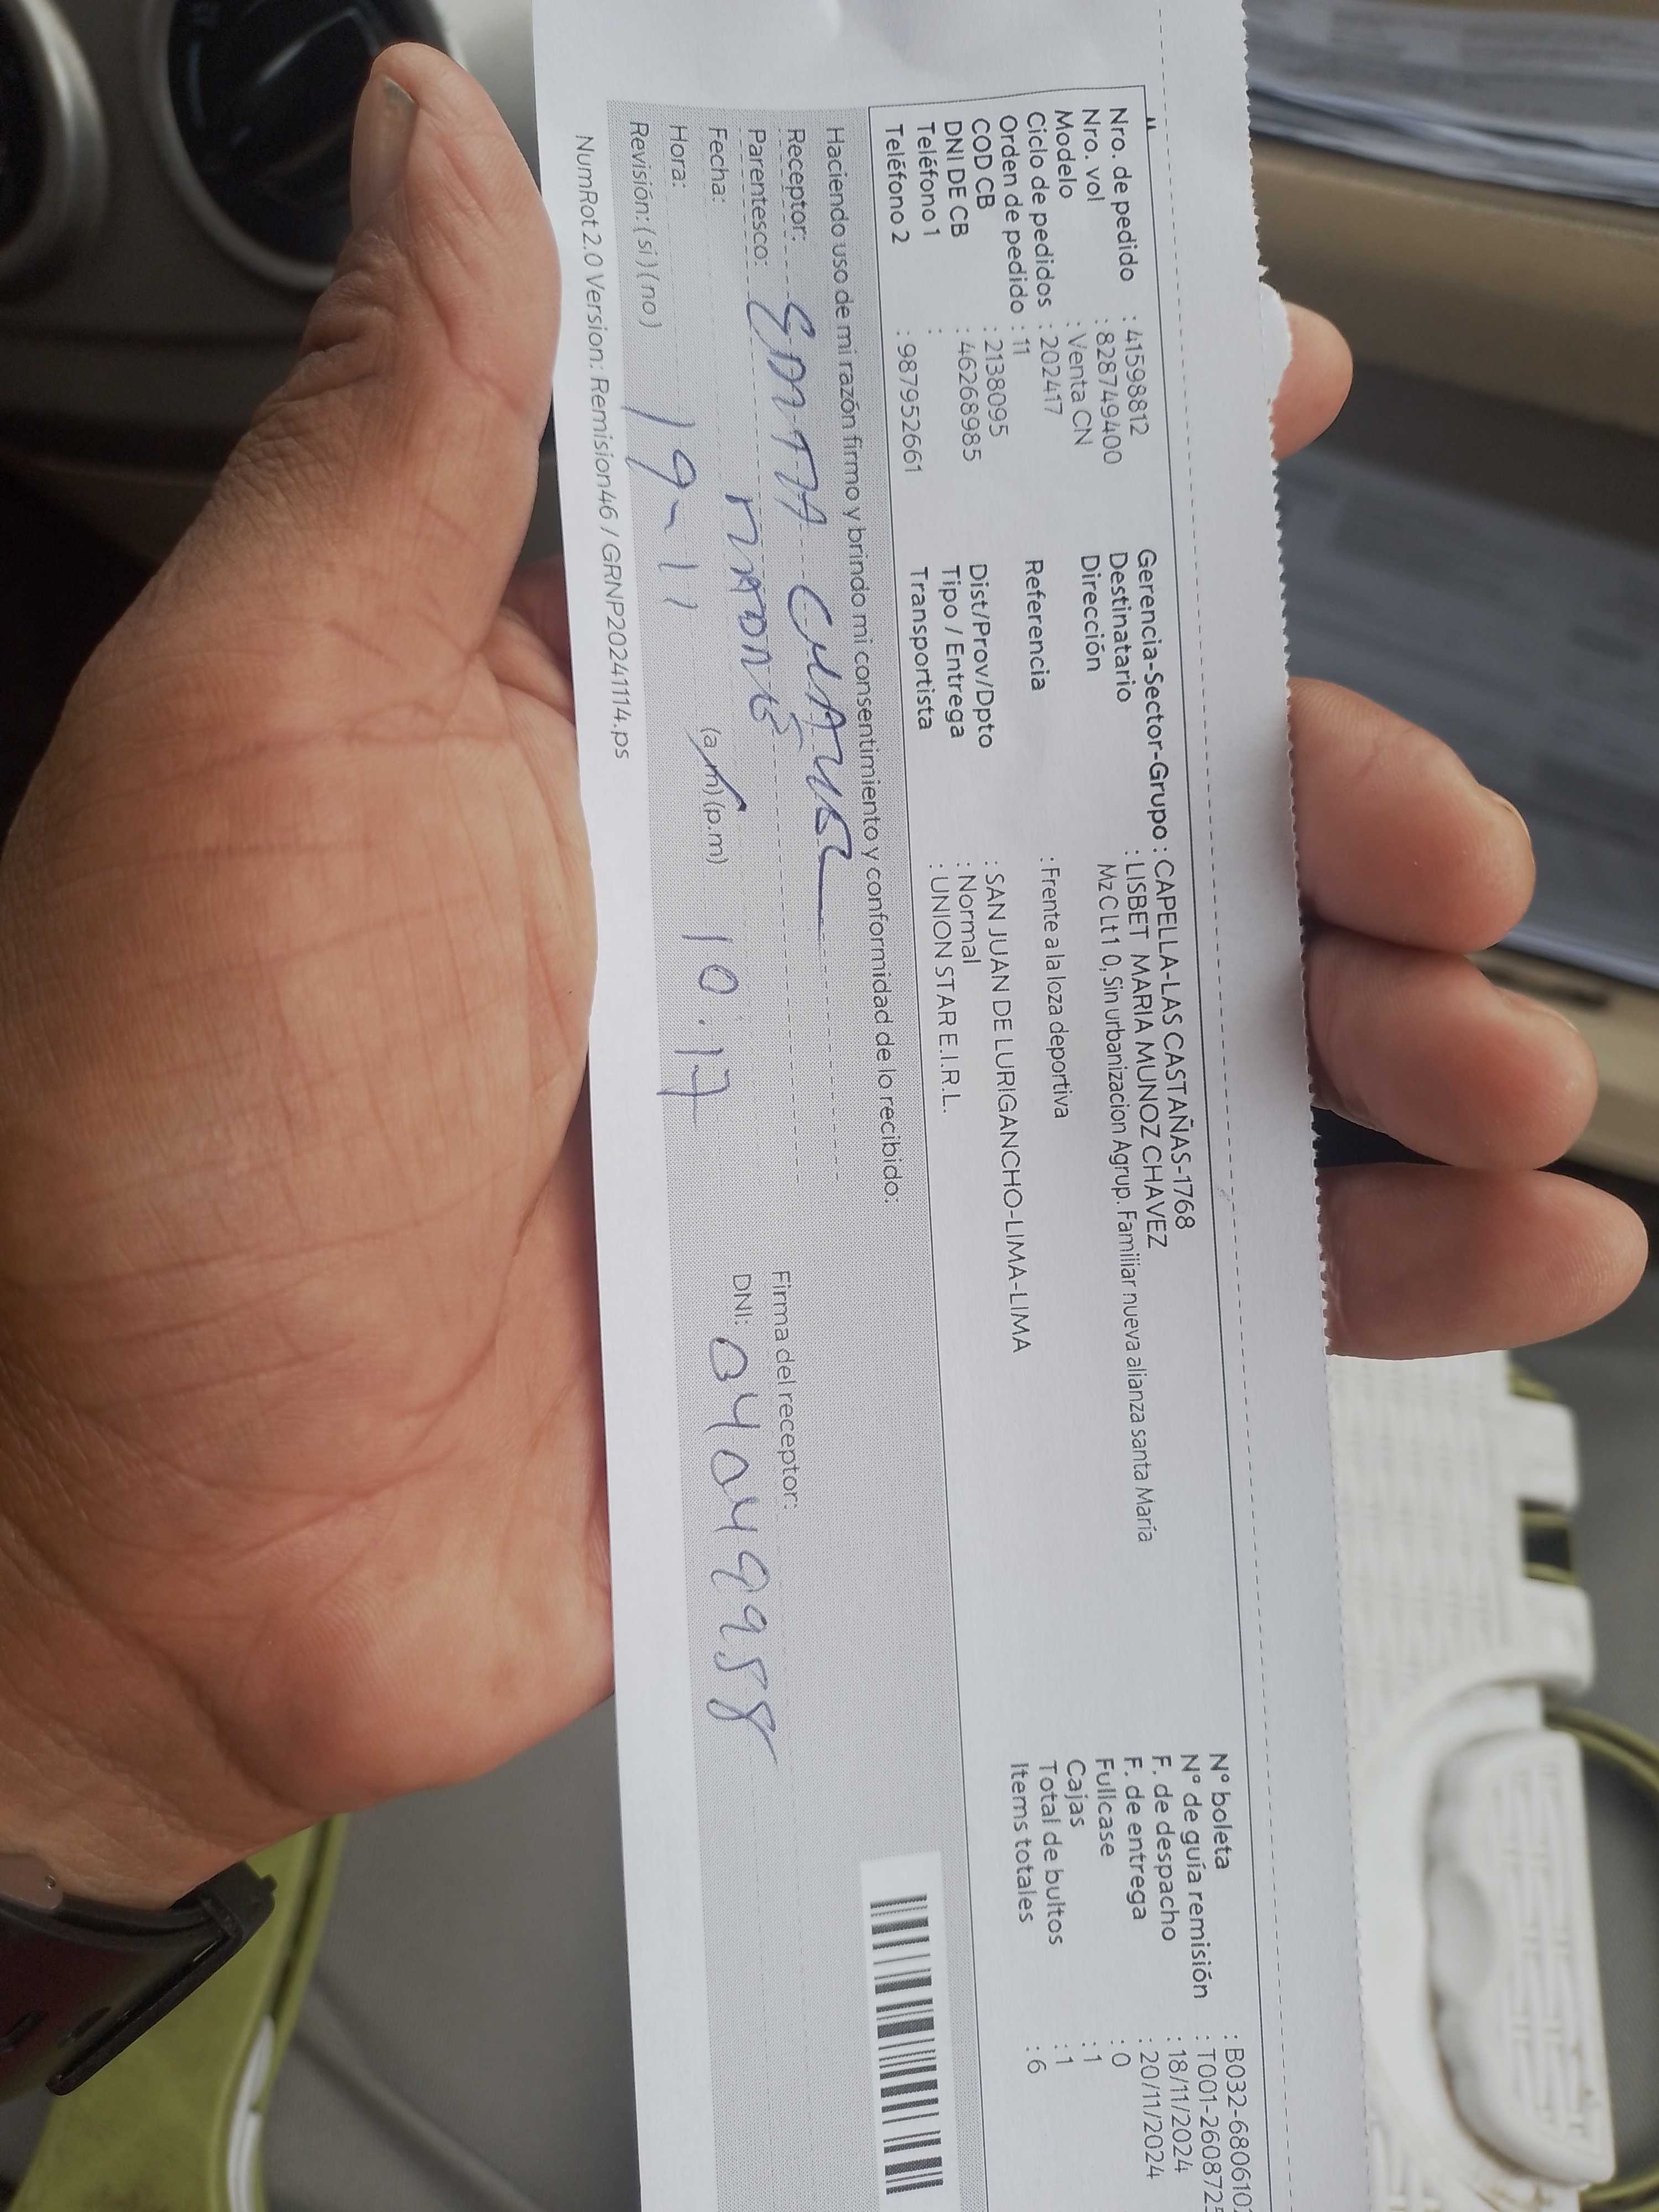 Nro. de pedido : 41598812
Nro. vol : 828749400
Modelo : Venta CN
Ciclo de pedidos : 202417
Orden de pedido : 11
COD CB : 2138095
DNI DE CB : 46268985
Teléfono 1 :
Teléfono 2 : 987952661
Gerencia-Sector-Grupo : CAPELLA-LAS CASTAÑAS-1768
Destinatario : LISBET MARIA MUNOZ CHAVEZ
Dirección Mz C Lt 1 0, Sin urbanizacion Agrup. Familiar nueva alianza santa María
Referencia : Frente a la loza deportiva
Dist/Prov/Dpto : SAN JUAN DE LURIGANCHO-LIMA-LIMA
Tipo / Entrega : Normal
Transportista : UNION STAR E.I.R.L.
N° boleta : B032-680610
N° de guía remisión : T001-2608725
F. de despacho : 18/11/2024
F. de entrega : 20/11/2024
Fullcase : 0
Cajas : 1
Total de bultos : 1
Items totales : 6
Haciendo uso de mi razón firmo y brindo mi consentimiento y conformidad de lo recibido:
Receptor:
Parentesco:
Fecha: 19-11
Hora: (a.m) (p.m) 10.17
Revisión: (si) (no)
Firma del receptor:
DNI: 04049958
NumRot 2.0 Version: Remision46 / GRNP20241114.ps